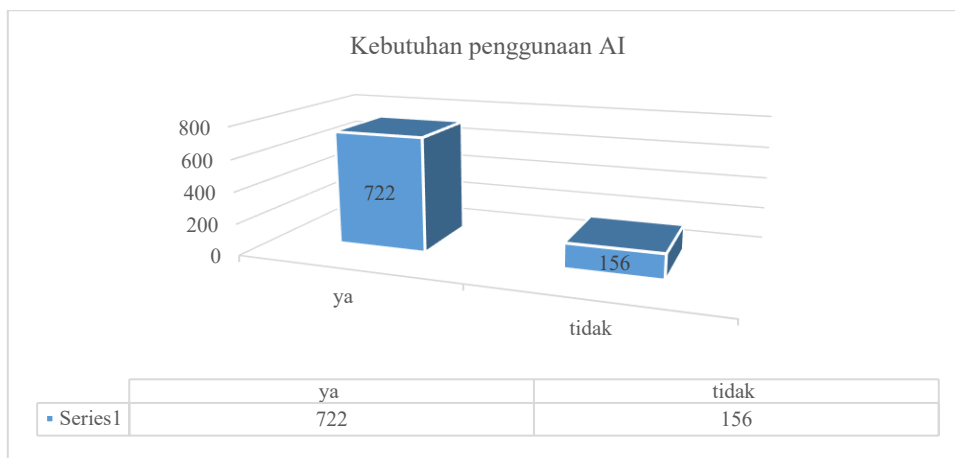 Kebutuhan penggunaan AI
800
600
400
200
0
722
156
ya
tidak
ya tidak
Series1 722 156